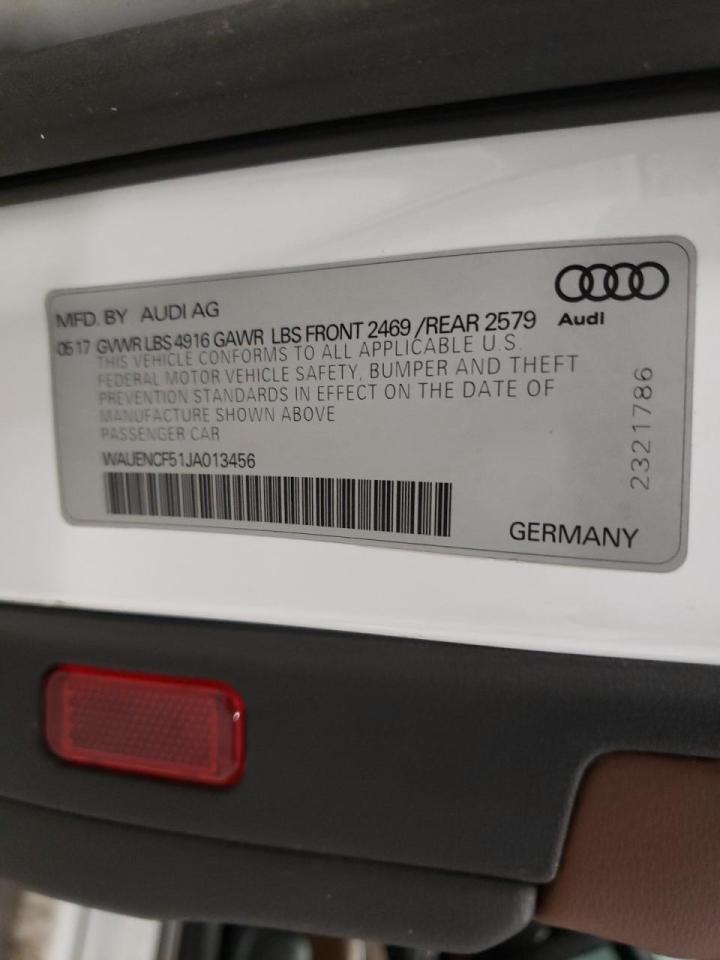 MFD. BY AUDI AG
06 17 GVWR LBS 4916 GAWR LBS FRONT 2469 /REAR 2579
THIS VEHICLE CONFORMS TO ALL APPLICABLE U.S.
FEDERAL MOTOR VEHICLE SAFETY, BUMPER AND THEFT
PREVENTION STANDARDS IN EFFECT ON THE DATE OF
MANUFACTURE SHOWN ABOVE
PASSENGER CAR
WAUENCF51JA013456
Audi
2321786
GERMANY